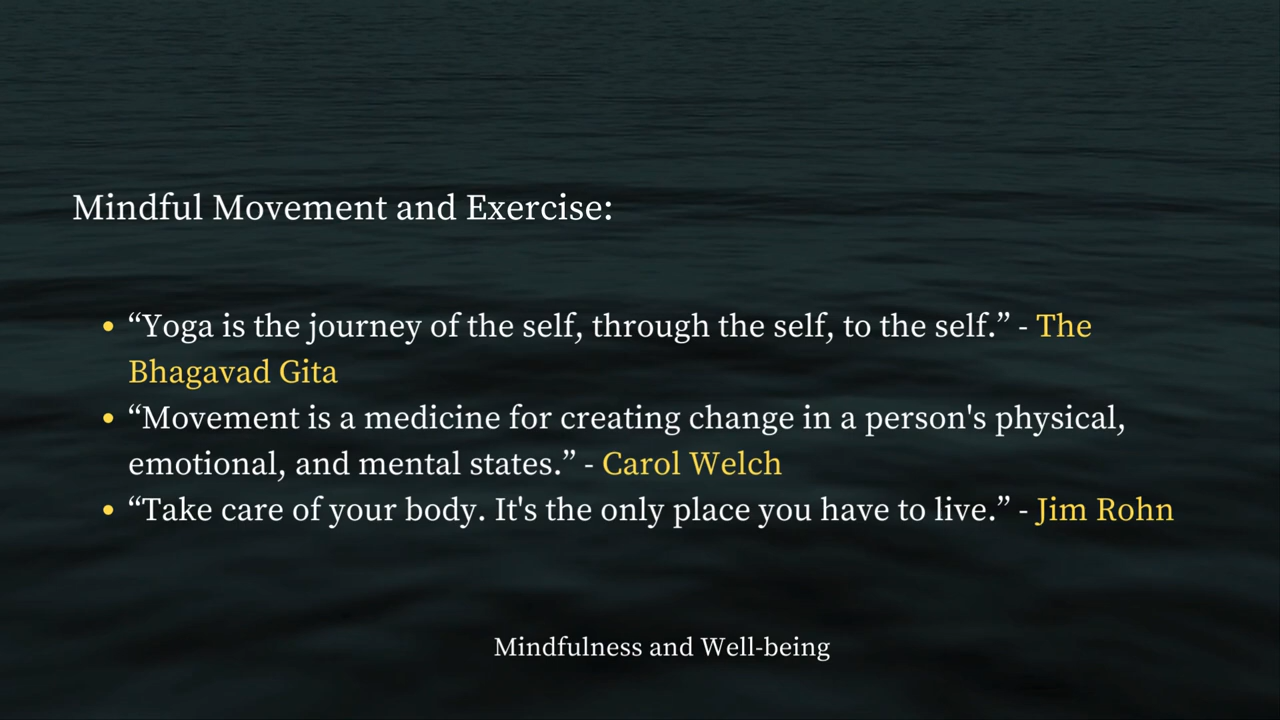 Mindful Movement and Exercise:
• “Yoga is the journey of the self, through the self, to the self.” - The
Bhagavad Gita
• “Movement is a medicine for creating change in a person's physical,
emotional, and mental states.” - Carol Welch
• “Take care of your body. It's the only place you have to live.” - Jim Rohn
Mindfulness and Well-being